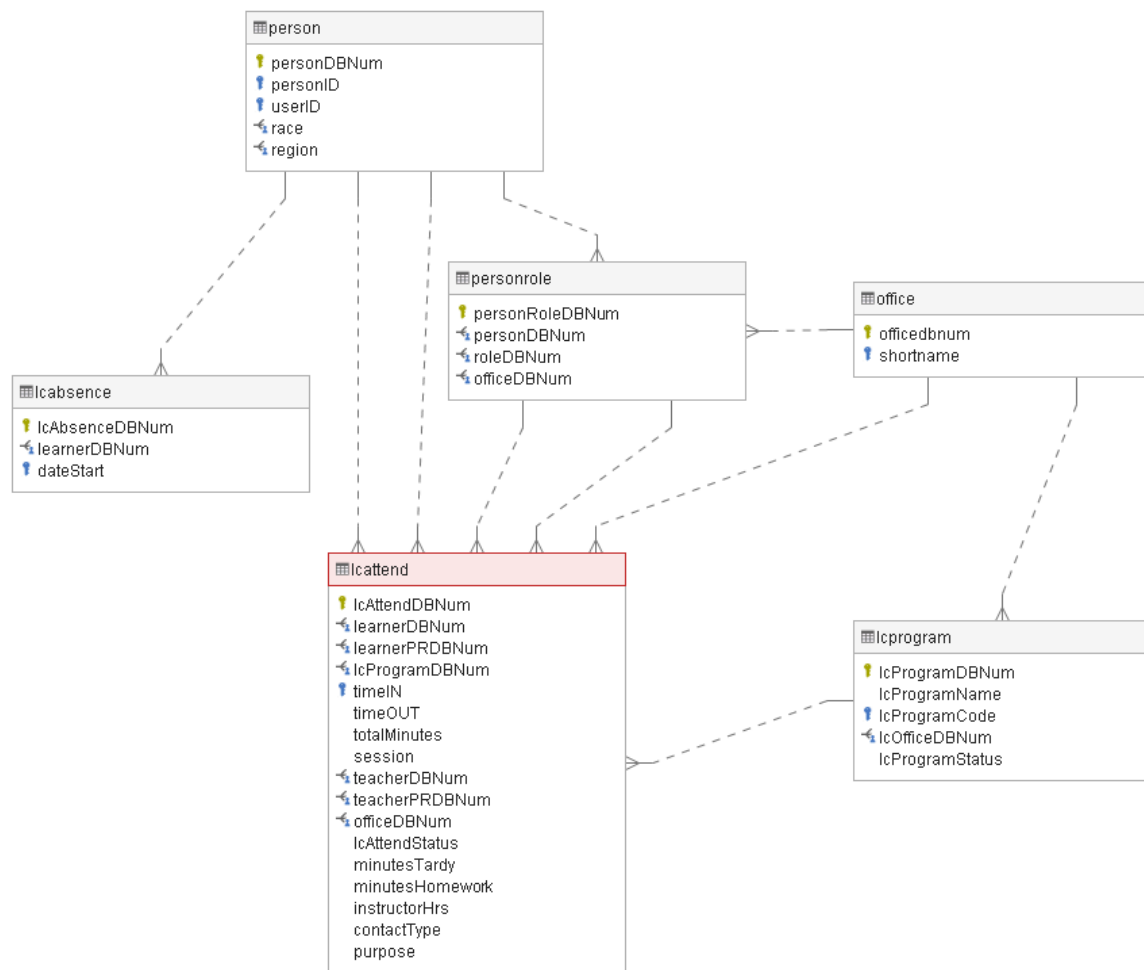 person
personDBNum
personID
userID
race
region
personrole
personRoleDBNum
personDBNum
roleDBNum
officeDBNum
office
officedbnum
shortname
lcabsence
lcAbsenceDBNum
learnerDBNum
dateStart
lcattend
lcAttendDBNum
learnerDBNum
learnerPRDBNum
lcProgramDBNum
timeIN
timeOUT
totalMinutes
session
teacherDBNum
teacherPRDBNum
officeDBNum
lcAttendStatus
minutesTardy
minutesHomework
instructorHrs
contactType
purpose
lcprogram
lcProgramDBNum
lcProgramName
lcProgramCode
lcOfficeDBNum
lcProgramStatus